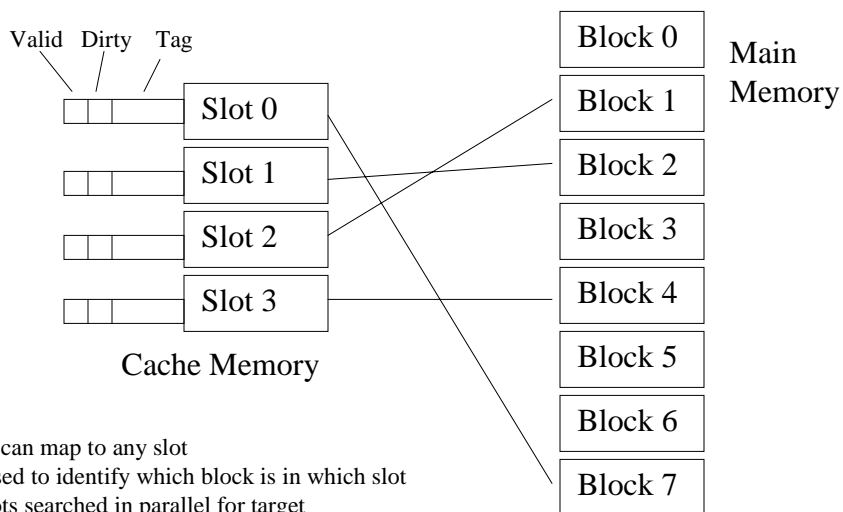 Valid Dirty Tag
Slot 0
Slot 1
Slot 2
Slot 3
Cache Memory
Block 0
Block 1
Block 2
Block 3
Block 4
Block 5
Block 6
Block 7
Main
Memory
can map to any slot
to identify which block is in which slot
searched in parallel for target